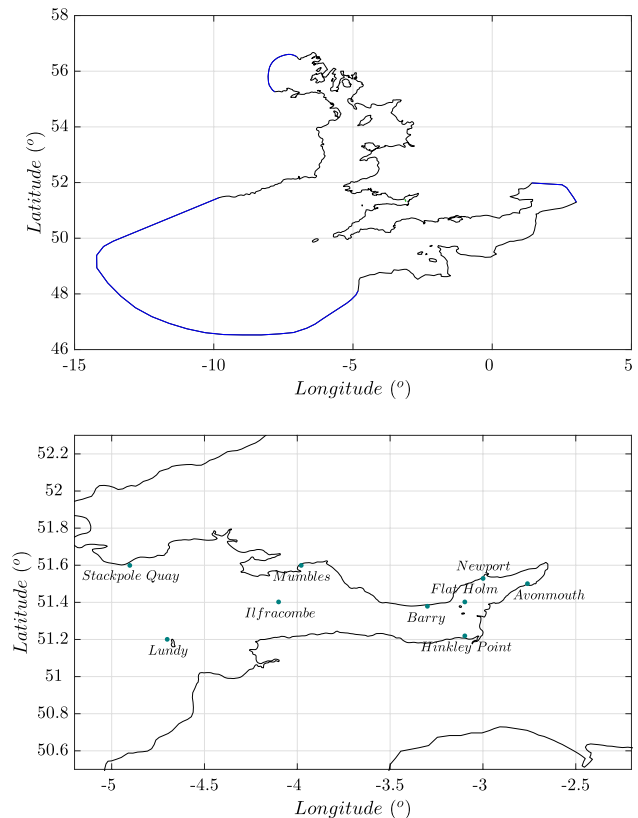 58
56
54
52
50
48
46
Latitude (°)
-15
-10
-5
0
5
Longitude (°)
52.2
52
51.8
51.6
51.4
51.2
51
50.8
50.6
Latitude (°)
Stackpole Quay
Mumbles
Newport
Flat Holm
Avonmouth
Ilfracombe
Barry
Lundy
Hinkley Point
-5
-4.5
-4
-3.5
-3
-2.5
Longitude (°)